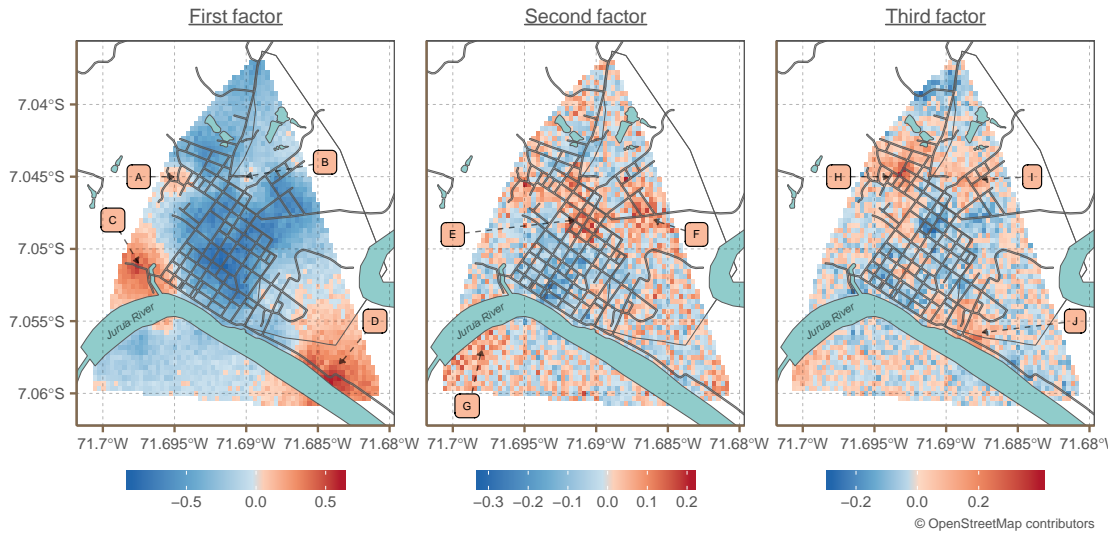 First factor
Second factor
Third factor
7.04°S
7.045°S
7.05°S
7.055°S
7.06°S
A
B
C
D
Juruá River
71.7°W 71.695°W 71.69°W 71.685°W 71.68°W
E
F
G
Juruá River
71.7°W 71.695°W 71.69°W 71.685°W 71.68°W
H
I
J
Juruá River
71.7°W 71.695°W 71.69°W 71.685°W 71.68°W
−0.5 0.0 0.5
−0.3 −0.2 −0.1 0.0 0.1 0.2
−0.2 0.0 0.2
© OpenStreetMap contributors